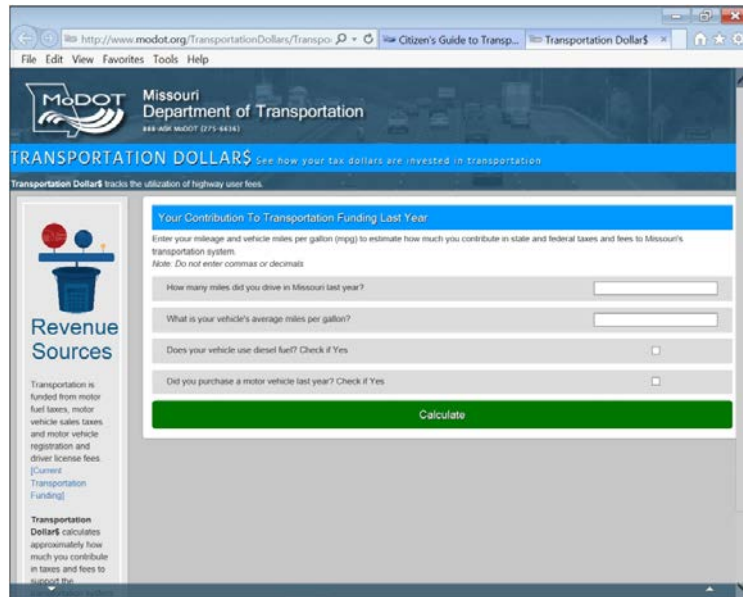 http://www.modot.org/TransportationDollars/Transpo
Citizen's Guide to Transp...
Transportation Dollar$
File Edit View Favorites Tools Help
MoDOT
Missouri
Department of Transportation
888-ASK MoDOT (275-6636)
TRANSPORTATION DOLLAR$ See how your tax dollars are invested in transportation
Transportation Dollar$ tracks the utilization of highway user fees.
Revenue
Sources
Transportation is
funded from motor
fuel taxes, motor
vehicle sales taxes
and motor vehicle
registration and
driver license fees.
[Current
Transportation
Funding]
Transportation
Dollar$ calculates
approximately how
much you contribute
in taxes and fees to
support the
transportation system
Your Contribution To Transportation Funding Last Year
Enter your mileage and vehicle miles per gallon (mpg) to estimate how much you contribute in state and federal taxes and fees to Missouri's
transportation system.
Note: Do not enter commas or decimals
How many miles did you drive in Missouri last year?
What is your vehicle's average miles per gallon?
Does your vehicle use diesel fuel? Check if Yes
Did you purchase a motor vehicle last year? Check if Yes
Calculate